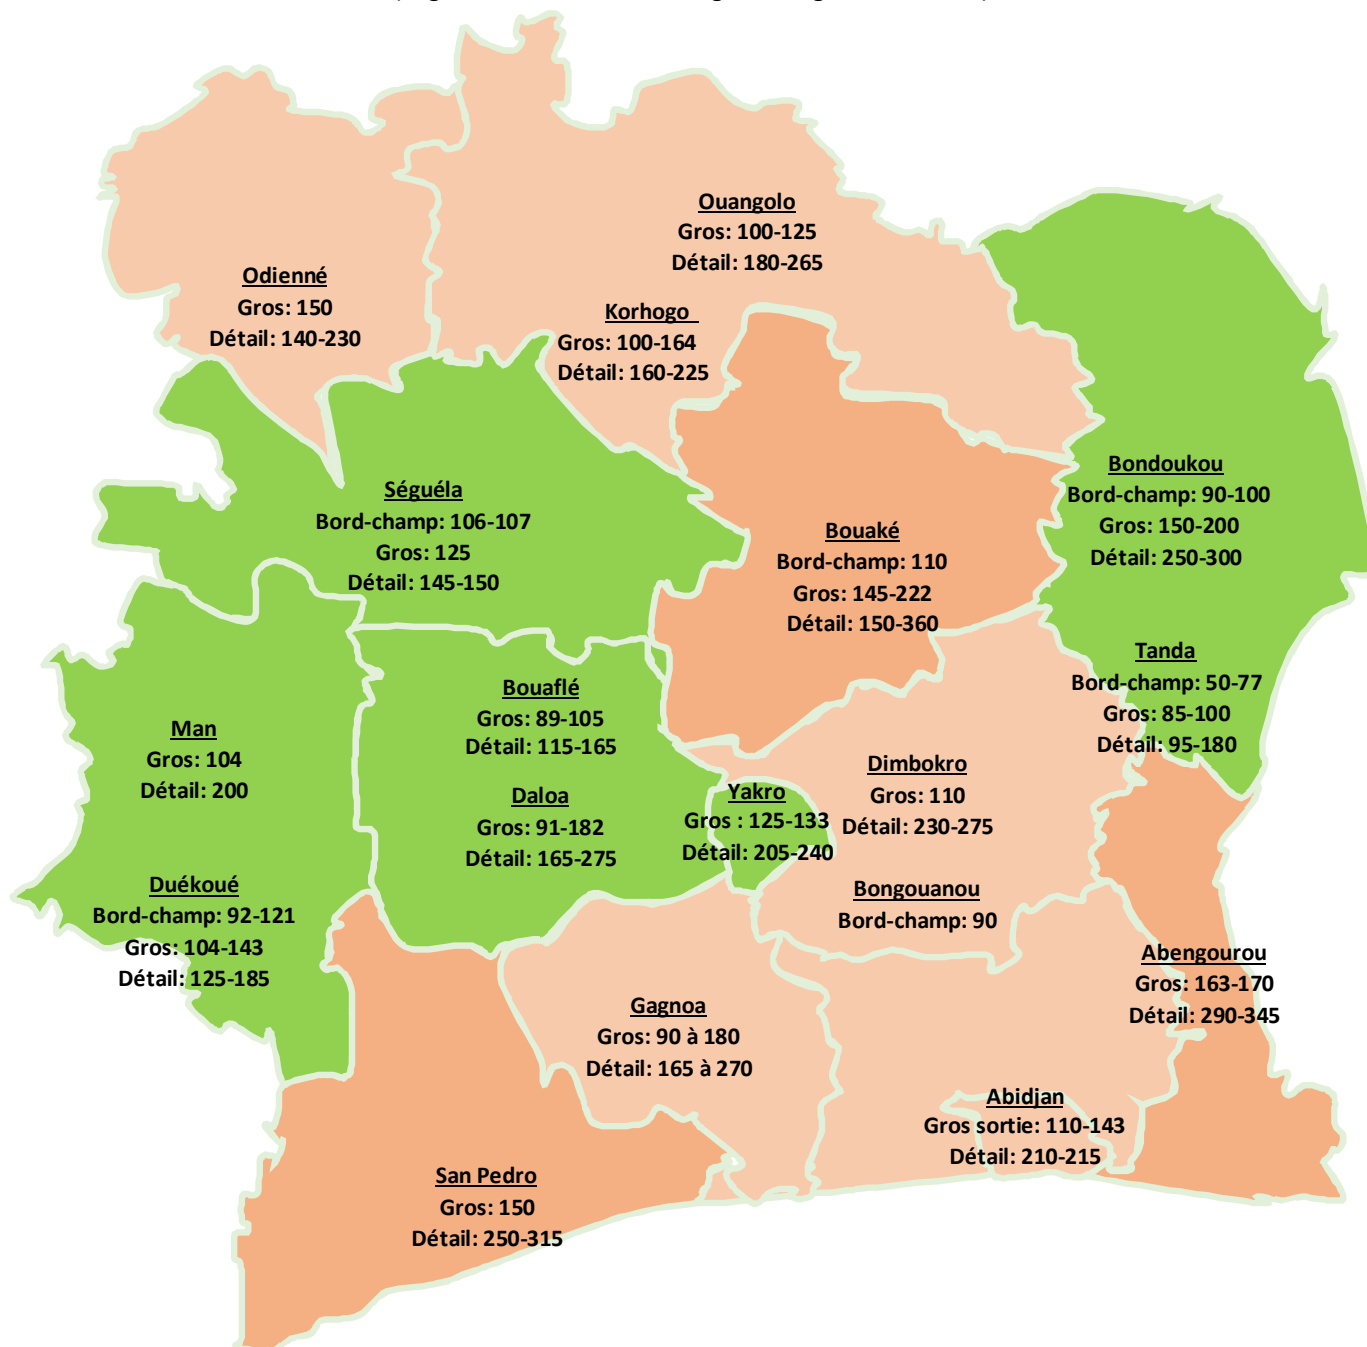 Ouangolo
Gros: 100-125
Détail: 180-265
Odienné
Gros: 150
Détail: 140-230
Korhogo
Gros: 100-164
Détail: 160-225
Bondoukou
Bord-champ: 90-100
Gros: 150-200
Détail: 250-300
Séguéla
Bord-champ: 106-107
Gros: 125
Détail: 145-150
Bouaké
Bord-champ: 110
Gros: 145-222
Détail: 150-360
Tanda
Bord-champ: 50-77
Gros: 85-100
Détail: 95-180
Bouaflé
Gros: 89-105
Détail: 115-165
Man
Gros: 104
Détail: 200
Dimbokro
Gros: 110
Détail: 230-275
Daloa
Gros: 91-182
Détail: 165-275
Yakro
Gros : 125-133
Détail: 205-240
Duékoué
Bord-champ: 92-121
Gros: 104-143
Détail: 125-185
Bongouanou
Bord-champ: 90
Abengourou
Gros: 163-170
Détail: 290-345
Gagnoa
Gros: 90 à 180
Détail: 165 à 270
Abidjan
Gros sortie: 110-143
Détail: 210-215
San Pedro
Gros: 150
Détail: 250-315